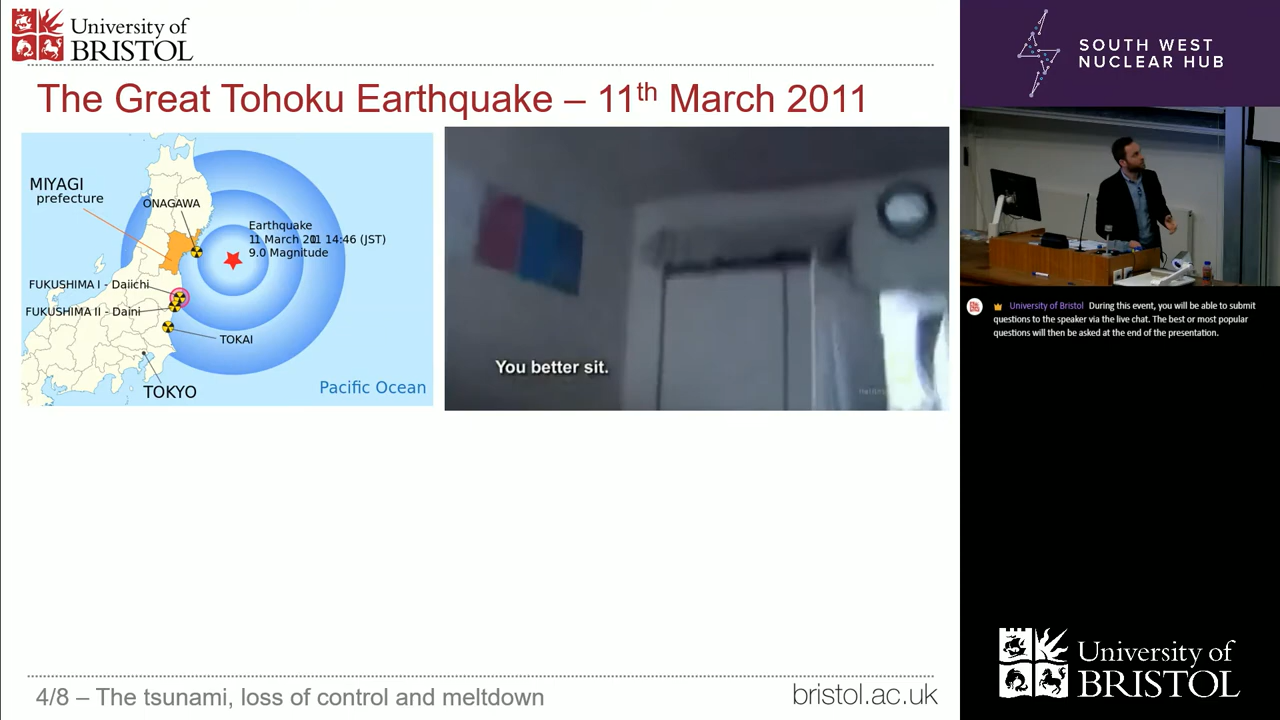 University of
BRISTOL
The Great Tohoku Earthquake – 11th March 2011
MIYAGI
prefecture
ONAGAWA
Earthquake
11 March 2011 14:46 (JST)
9.0 Magnitude
FUKUSHIMA I - Daiichi
FUKUSHIMA II - Daini
TOKAI
TOKYO
Pacific Ocean
You better sit.
4/8 – The tsunami, loss of control and meltdown
bristol.ac.uk
SOUTH WEST
NUCLEAR HUB
University of Bristol During this event, you will be able to submit
questions to the speaker via the live chat. The best or most popular
questions will then be asked at the end of the presentation.
University of
BRISTOL